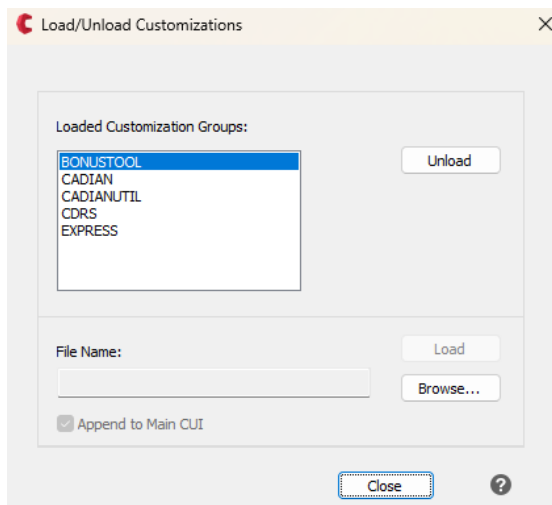 Load/Unload Customizations
Loaded Customization Groups:
BONUSTOOL
CADIAN
CADIANUTIL
CDRS
EXPRESS
Unload
File Name:
Load
Browse...
Append to Main CUI
Close
?